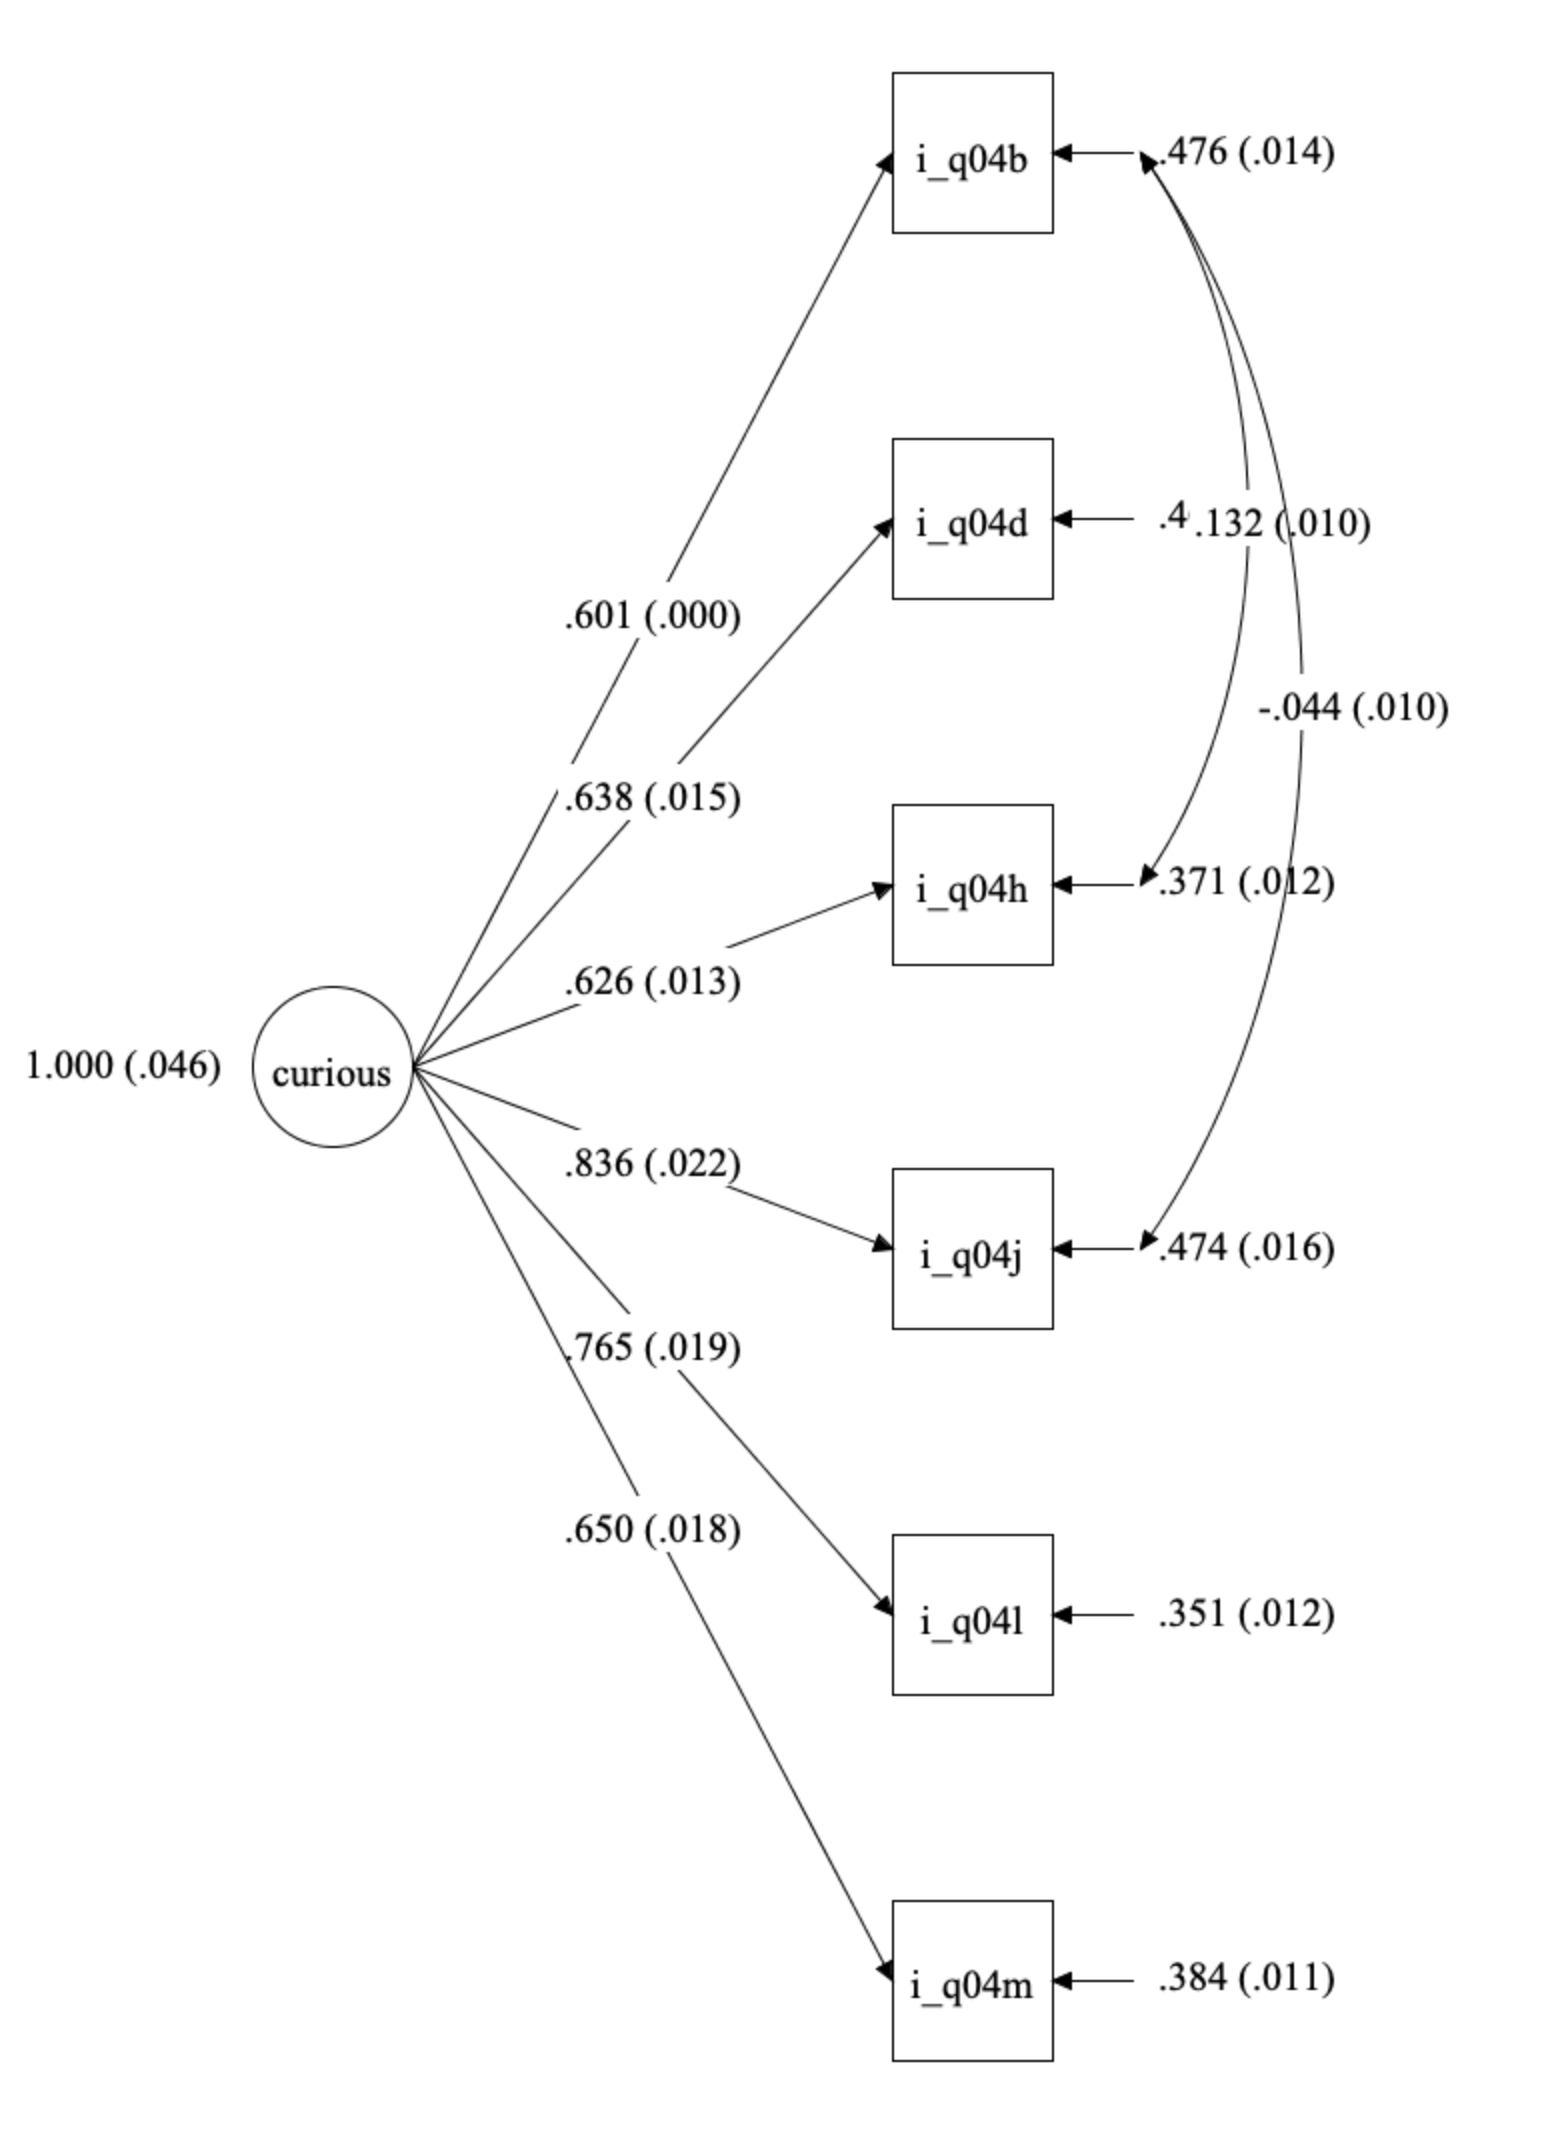 i_q04b
.476 (.014)
i_q04d
.4
.132 (.010)
.601 (.000)
-.044 (.010)
.638 (.015)
i_q04h
.371 (.012)
.626 (.013)
1.000 (.046)
curious
.836 (.022)
i_q04j
.474 (.016)
.765 (.019)
.650 (.018)
i_q04l
.351 (.012)
i_q04m
.384 (.011)